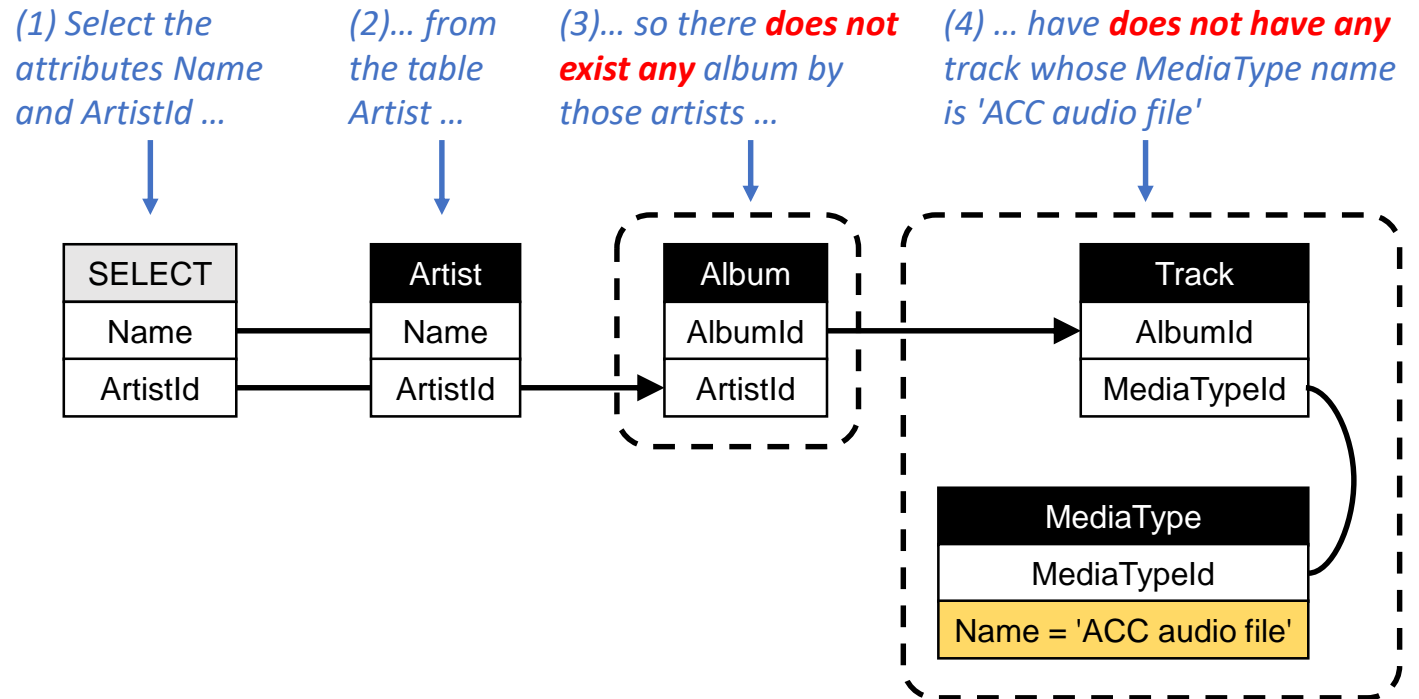 (1) Select the
attributes Name
and ArtistId …
(2)… from
the table
Artist …
(3)… so there does not
exist any album by
those artists …
(4) … have does not have any
track whose MediaType name
is 'ACC audio file'
SELECT
Name
ArtistId
Artist
Name
ArtistId
Album
AlbumId
ArtistId
Track
AlbumId
MediaTypeId
MediaType
MediaTypeId
Name = 'ACC audio file'